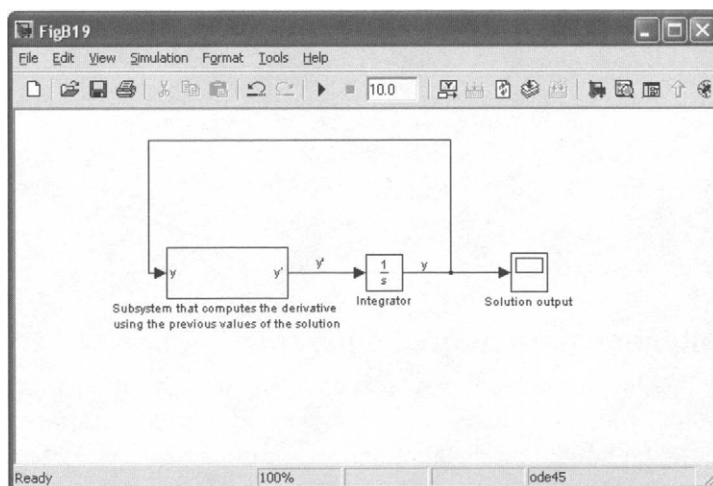 FigB19
File Edit View Simulation Format Tools Help
10.0
y y' y' 1/s y
Integrator
Solution output
Subsystem that computes the derivative
using the previous values of the solution
Ready 100% ode45